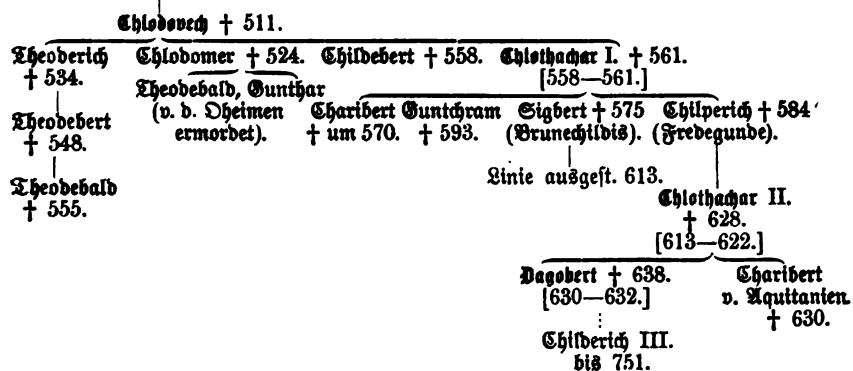 Chlodovech † 511.
Theoderich Chlodomer † 524. Childebert † 558. Chlothachar I. † 561.
† 534. [558—561.]
Theodebald, Gunthar
(v. d. Oheimen
ermordet).
Charibert Guntchram Sigbert † 575 Chilperich † 584
† um 570. † 593. (Brunechildis). (Fredegunde).
Theodebert
† 548.
Theodebald
† 555.
Linie ausgest. 613.
Chlothachar II.
† 628.
[613—622.]
Dagobert † 638. Charibert
[630—632.] v. Aquitanien
† 630.
Childerich III.
bis 751.